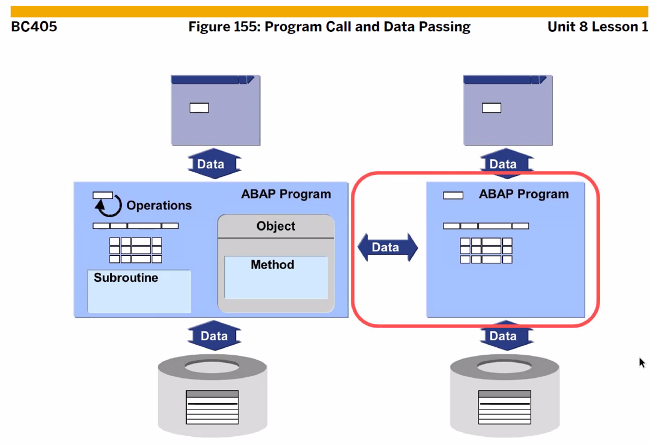 BC405 Figure 155: Program Call and Data Passing Unit 8 Lesson 1
Data
Data
ABAP Program
Operations
Object
Method
Subroutine
Data
ABAP Program
Data
Data